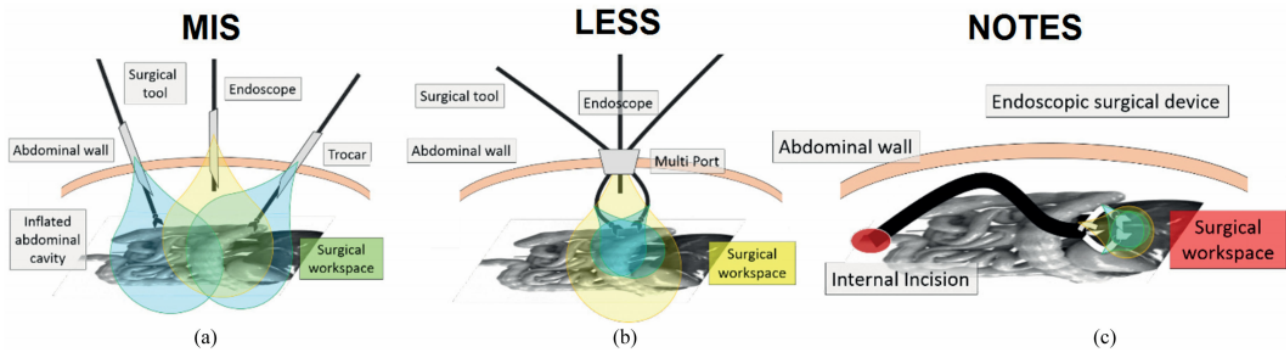 MIS
Surgical
tool
Endoscope
Abdominal wall
Trocar
Inflated
abdominal
cavity
Surgical
workspace
(a)
LESS
Surgical tool
Endoscope
Abdominal wall
Multi Port
Surgical
workspace
(b)
NOTES
Endoscopic surgical device
Abdominal wall
Surgical
workspace
Internal Incision
(c)